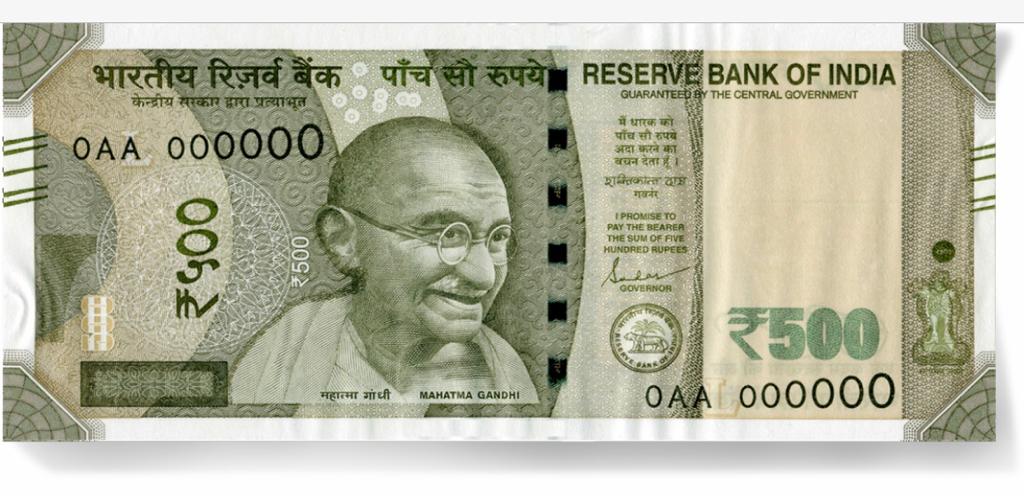 भारतीय रिज़र्व बैंक
केन्द्रीय सरकार द्वारा प्रत्याभूत
पाँच सौ रुपये
RESERVE BANK OF INDIA
GUARANTEED BY THE CENTRAL GOVERNMENT
0AA 000000
₹५००
₹500
मैं धारक को
पाँच सौ रुपये
अदा करने का
वचन देता हूँ ।
शक्तिकान्त दास
गवर्नर
I PROMISE TO
PAY THE BEARER
THE SUM OF FIVE
HUNDRED RUPEES
GOVERNOR
₹500
महात्मा गांधी
MAHATMA GANDHI
0AA 000000